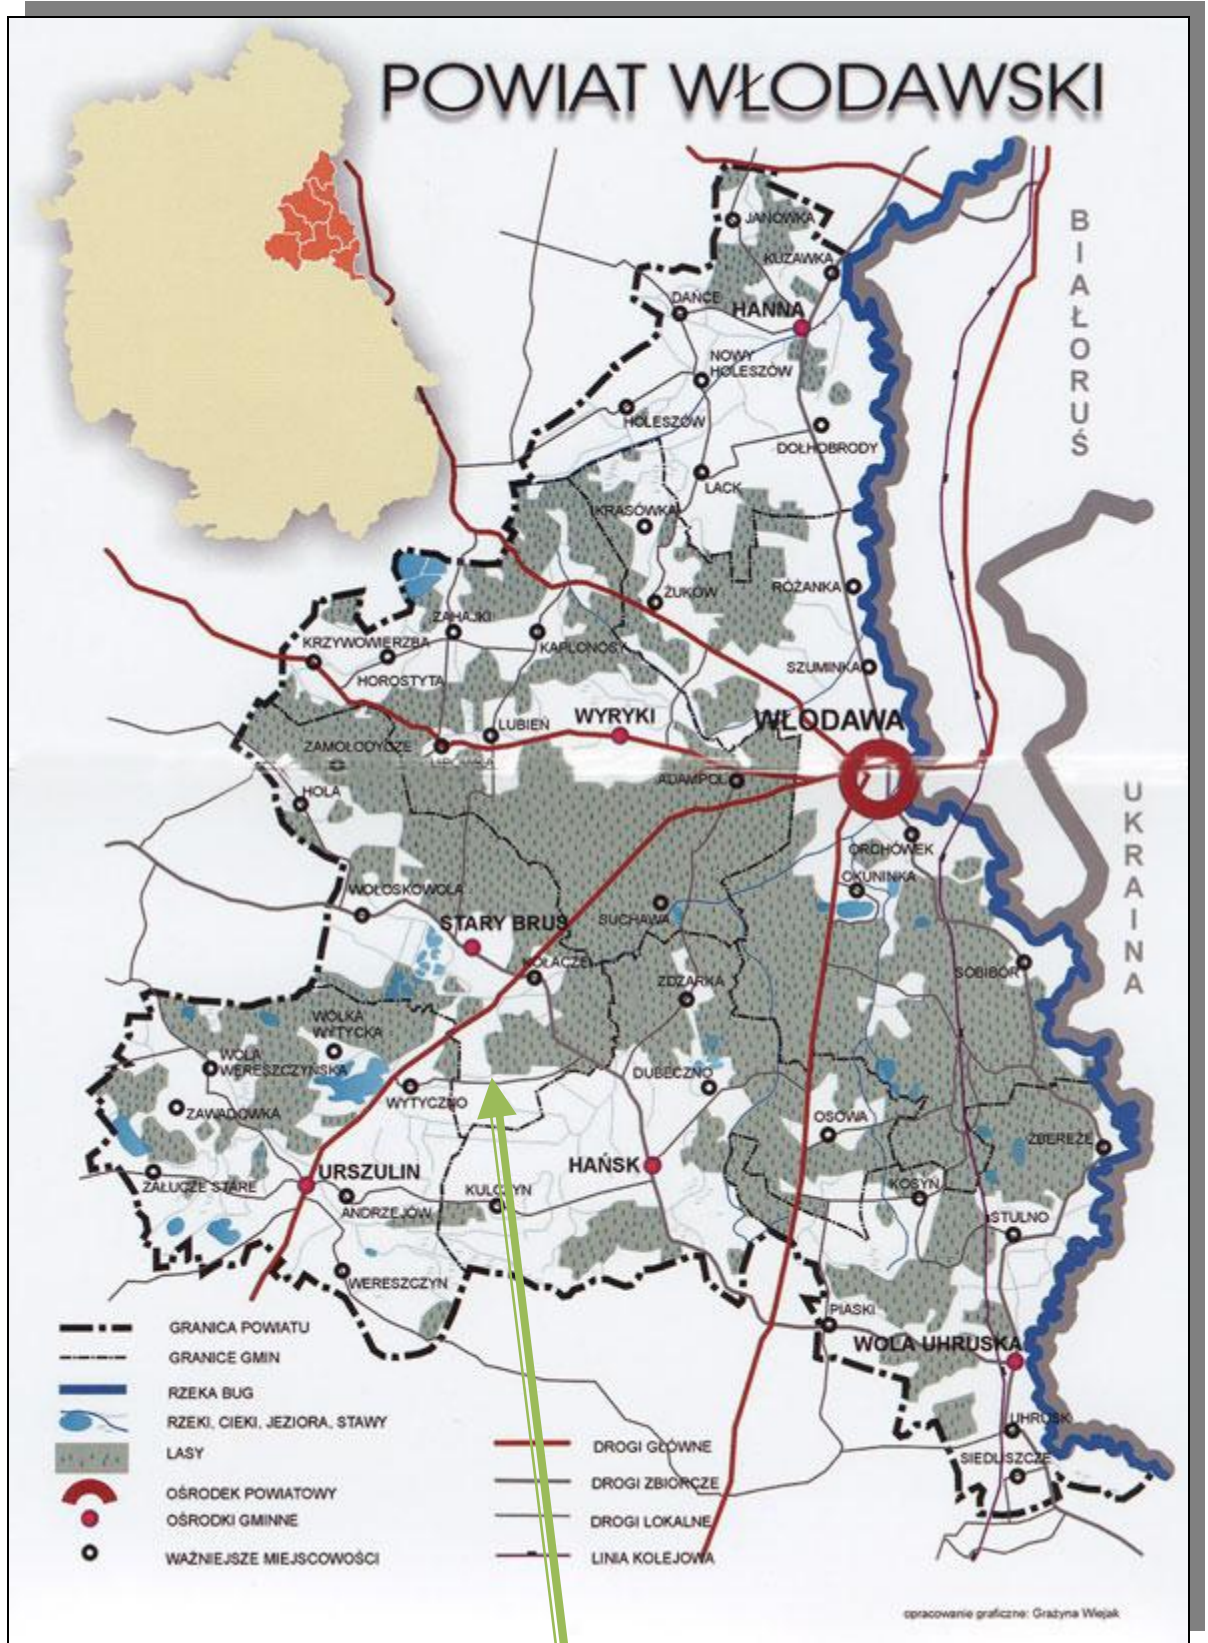 POWIAT WŁODAWSKI
BIAŁORUŚ
JANÓWKA
KUZAWKA
DAŃCE
HANNA
NOWY
HOLESZÓW
HOLESZÓW
DOŁHOBRODY
LACK
KRASÓWKA
RÓŻANKA
ŻUKÓW
ZAHAJKI
KRZYWOWIERZBA
KAPLONOSY
HOROSTYTA
SZUMINKA
LUBIEŃ
WYRYKI
WŁODAWA
ZAMOŁODYCZE
LIPÓWKA
ADAMPOL
HOLA
UKRAINA
ORCHÓWEK
OKUNINKA
WOŁOSKOWOLA
STARY BRUS
SUCHAWA
KOŁACZE
ZDŻARKA
SOBIBÓR
WÓLKA
WYTYCKA
WOLA
WERESZCZYŃSKA
DUBECZNO
WYTYCZNO
ZAWADÓWKA
OSOWA
ZBEREŻE
URSZULIN
HAŃSK
ZAŁUCZE STARE
KULCZYN
KOSYŃ
ANDRZEJÓW
STULNO
WERESZCZYN
PIASKI
WOLA UHRUSKA
UHRUSK
SIEDLISZCZE
GRANICA POWIATU
GRANICE GMIN
RZEKA BUG
RZEKI, CIEKI, JEZIORA, STAWY
LASY
OŚRODEK POWIATOWY
OŚRODKI GMINNE
WAŻNIEJSZE MIEJSCOWOŚCI
DROGI GŁÓWNE
DROGI ZBIORCZE
DROGI LOKALNE
LINIA KOLEJOWA
opracowanie graficzne: Grażyna Wiejak